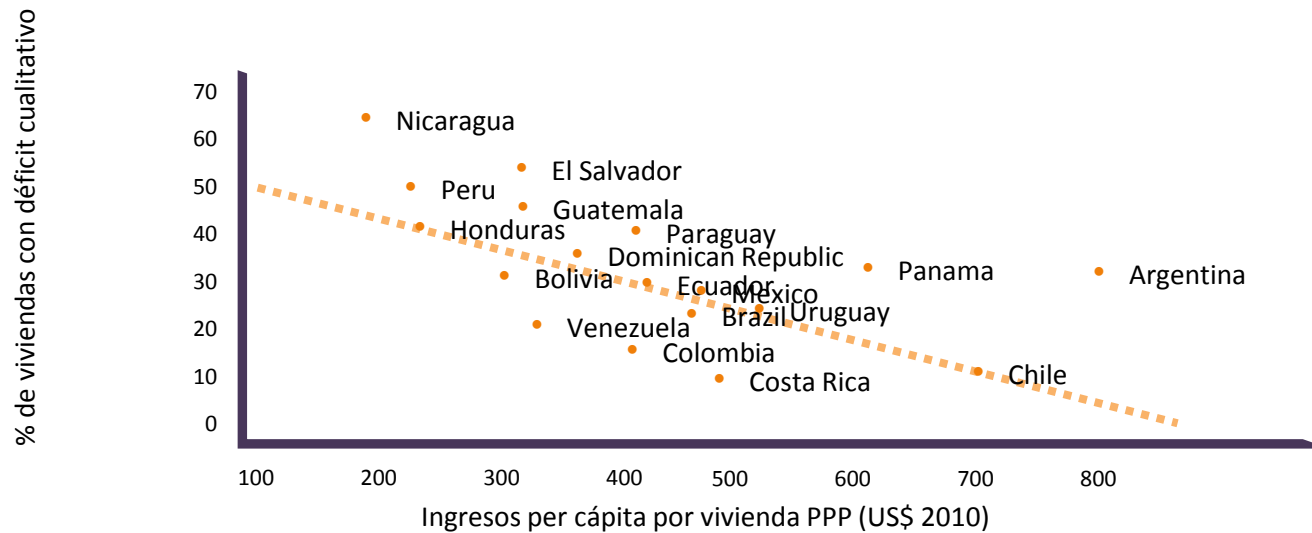 % de viviendas con déficit cualitativo
70
Nicaragua
60
El Salvador
50
Peru
Guatemala
40
Honduras
Paraguay
Dominican Republic
30
Bolivia
Ecuador
Mexico
Panama
Argentina
20
Venezuela
Brazil
Uruguay
Colombia
10
Costa Rica
Chile
0
100 200 300 400 500 600 700 800
Ingresos per cápita por vivienda PPP (US$ 2010)